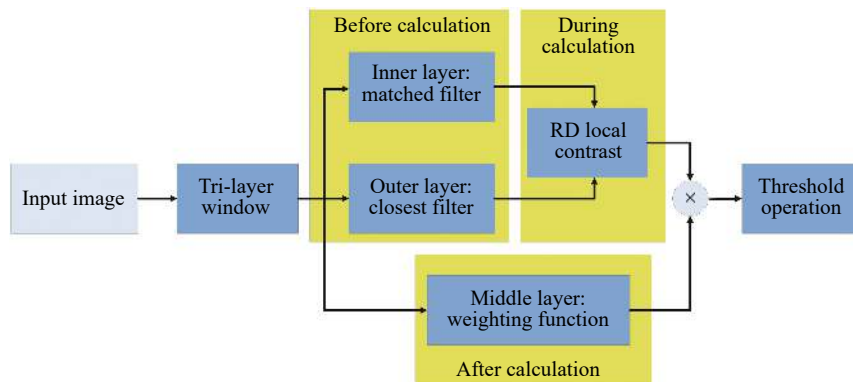 Before calculation
During
calculation
Inner layer:
matched filter
RD local
contrast
Input image
Tri-layer
window
Outer layer:
closest filter
×
Threshold
operation
Middle layer:
weighting function
After calculation